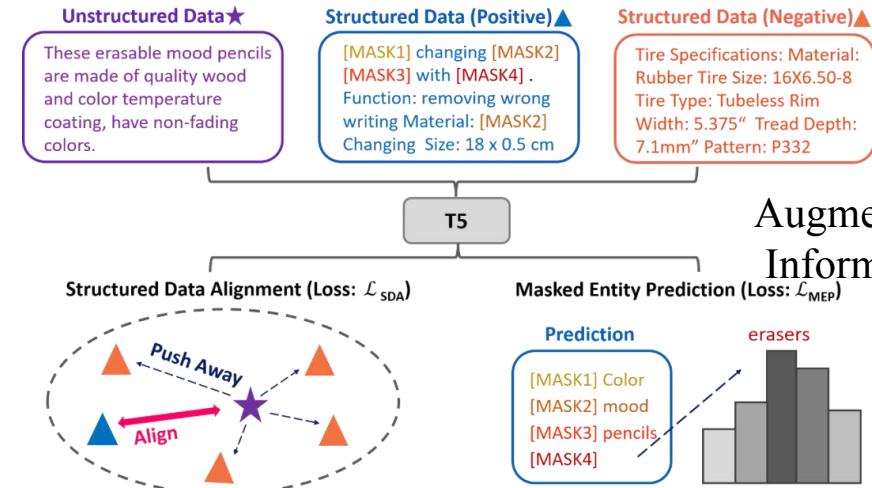 Unstructured Data★
These erasable mood pencils
are made of quality wood
and color temperature
coating, have non-fading
colors.
Structured Data (Positive)▲
[MASK1] changing [MASK2]
[MASK3] with [MASK4] .
Function: removing wrong
writing Material: [MASK2]
Changing Size: 18 x 0.5 cm
Structured Data (Negative)▲
Tire Specifications: Material:
Rubber Tire Size: 16X6.50-8
Tire Type: Tubeless Rim
Width: 5.375“ Tread Depth:
7.1mm” Pattern: P332
T5
Augme
Inform
Structured Data Alignment (Loss: ℒSDA)
Push Away
Align
Masked Entity Prediction (Loss: ℒMEP)
Prediction
[MASK1] Color
[MASK2] mood
[MASK3] pencils
[MASK4]
erasers